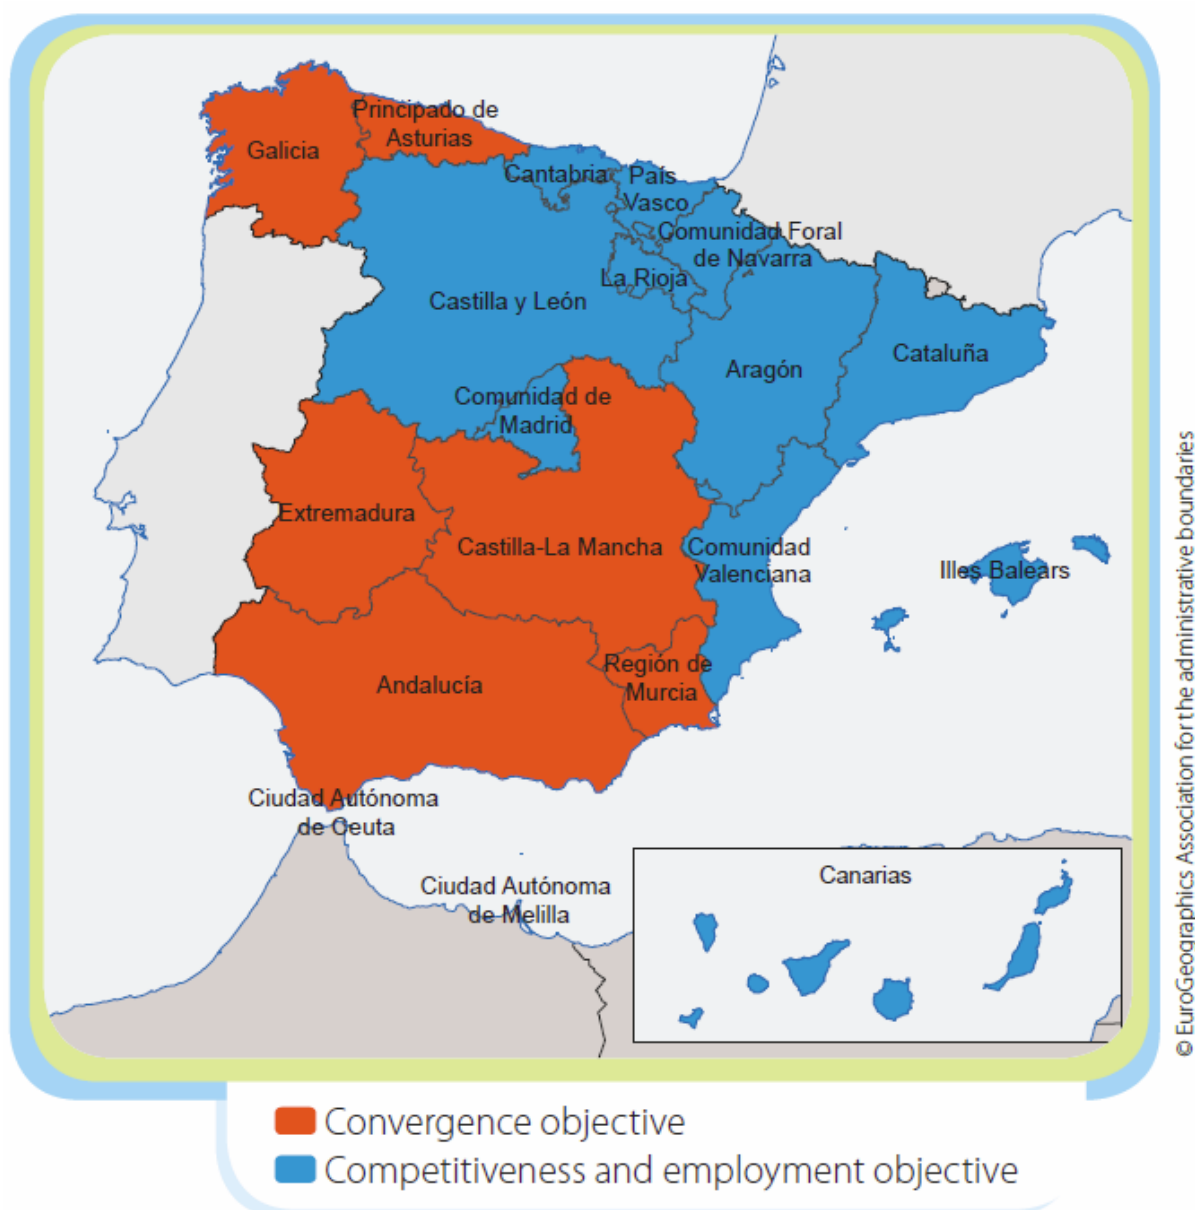 Principado de
Asturias
Galicia
Cantabria
País
Vasco
Comunidad Foral
de Navarra
La Rioja
Castilla y León
Cataluña
Aragón
Comunidad de
Madrid
Extremadura
Castilla-La Mancha
Comunidad
Valenciana
Illes Balears
Región de
Murcia
Andalucía
Ciudad Autónoma
de Ceuta
Ciudad Autónoma
de Melilla
Canarias
© EuroGeographics Association for the administrative boundaries
Convergence objective
Competitiveness and employment objective